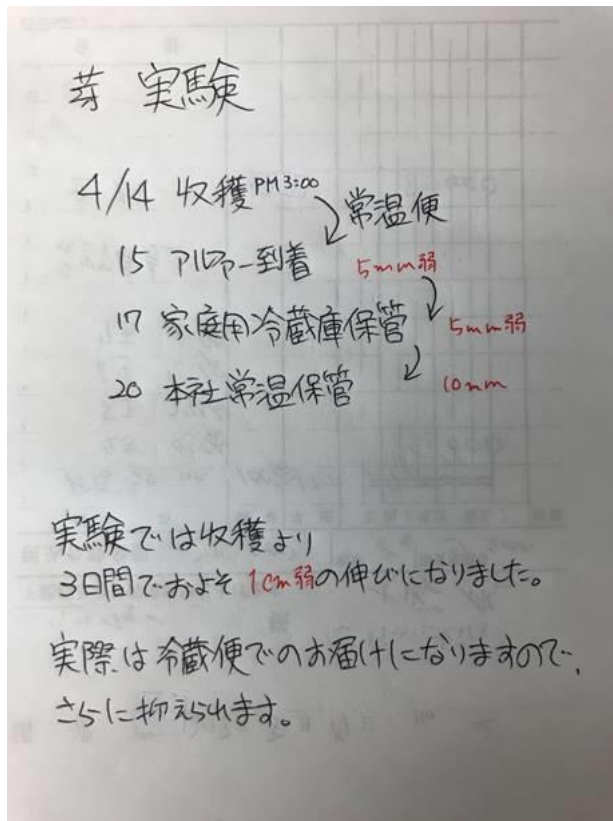 芽 実験
4/14 収穫 PM3:00
常温便
15 アルファー到着 5mm弱
17 家庭用冷蔵庫保管 5mm弱
20 本社常温保管 10mm
実験では収穫より
3日間でおよそ1cm弱の伸びになりました。
実際は冷蔵便でのお届けになりますので、
さらに抑えられます。